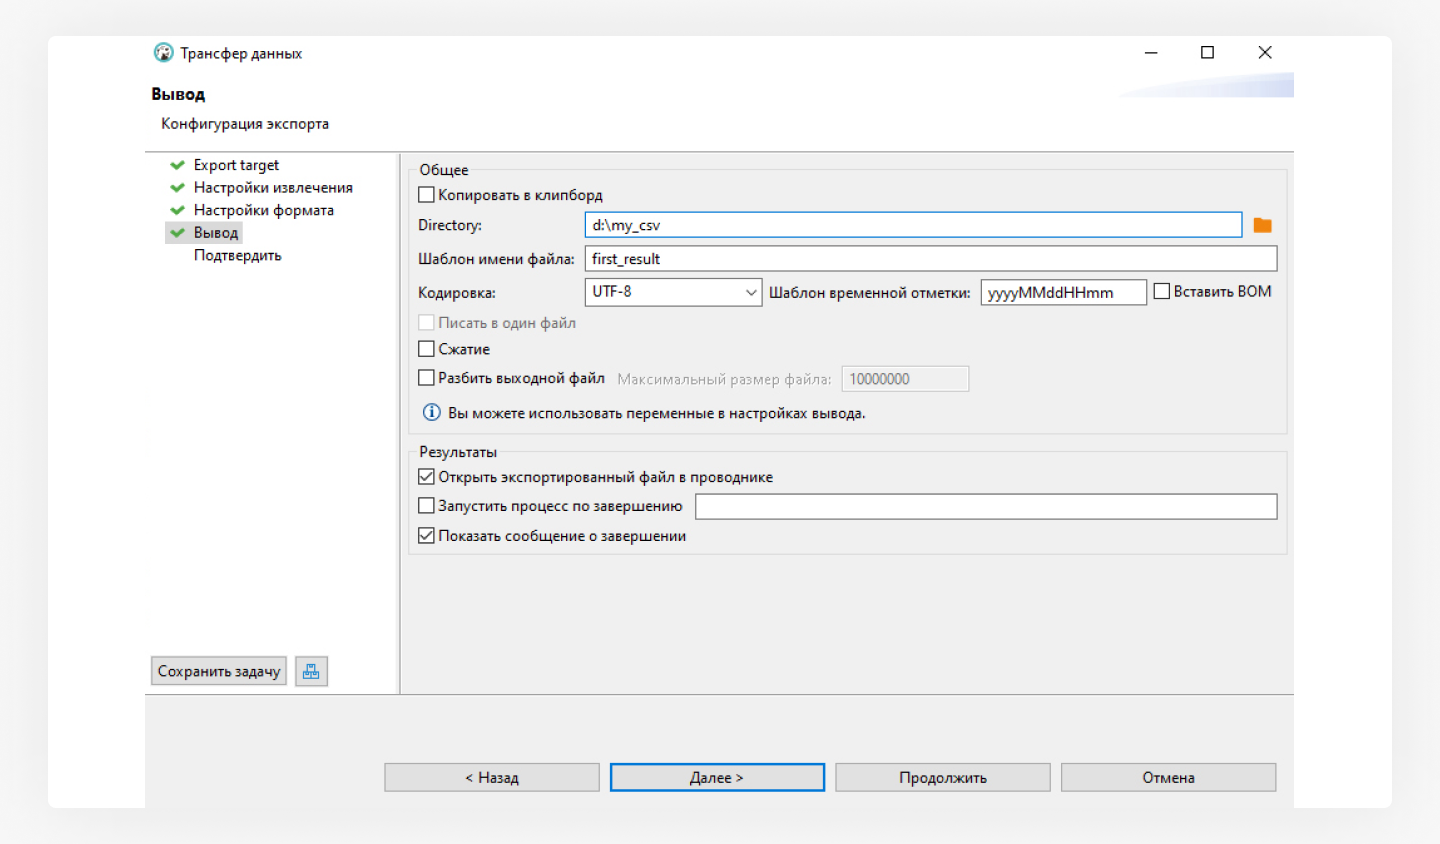 Трансфер данных
Вывод
Конфигурация экспорта
Export target
Настройки извлечения
Настройки формата
Вывод
Подтвердить
Общее
Копировать в клипборд
Directory: d:\my_csv
Шаблон имени файла: first_result
Кодировка: UTF-8 Шаблон временной отметки: yyyyMMddHHmm Вставить BOM
Писать в один файл
Сжатие
Разбить выходной файл Максимальный размер файла: 10000000
Вы можете использовать переменные в настройках вывода.
Результаты
Открыть экспортированный файл в проводнике
Запустить процесс по завершению
Показать сообщение о завершении
Сохранить задачу
< Назад Далее > Продолжить Отмена